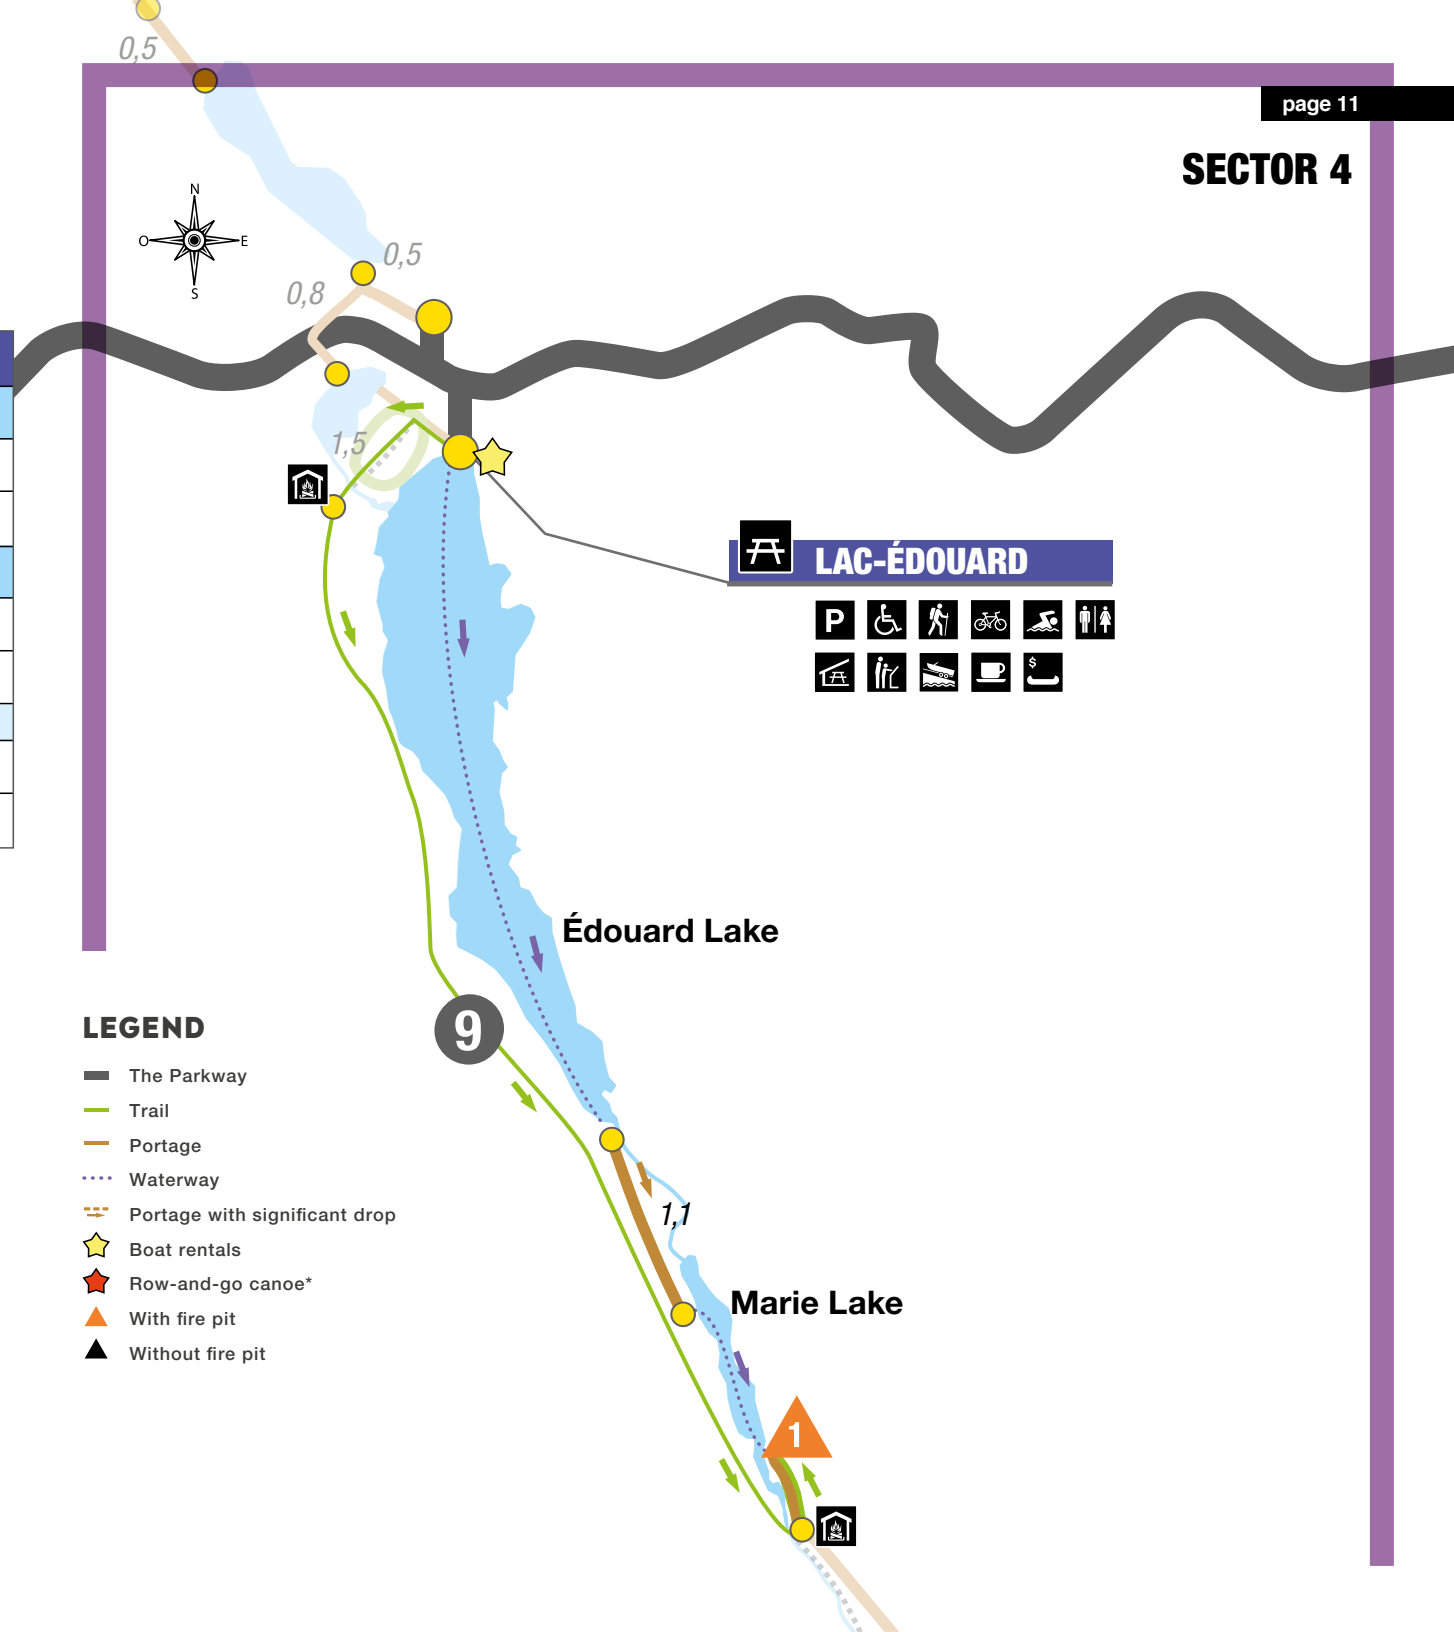 0,5
page 11
SECTOR 4
N
O
E
S
0,5
0,8
1,5
LAC-ÉDOUARD
P
$
Édouard Lake
9
LEGEND
The Parkway
Trail
Portage
Waterway
Portage with significant drop
Boat rentals
Row-and-go canoe*
With fire pit
Without fire pit
1,1
Marie Lake
1